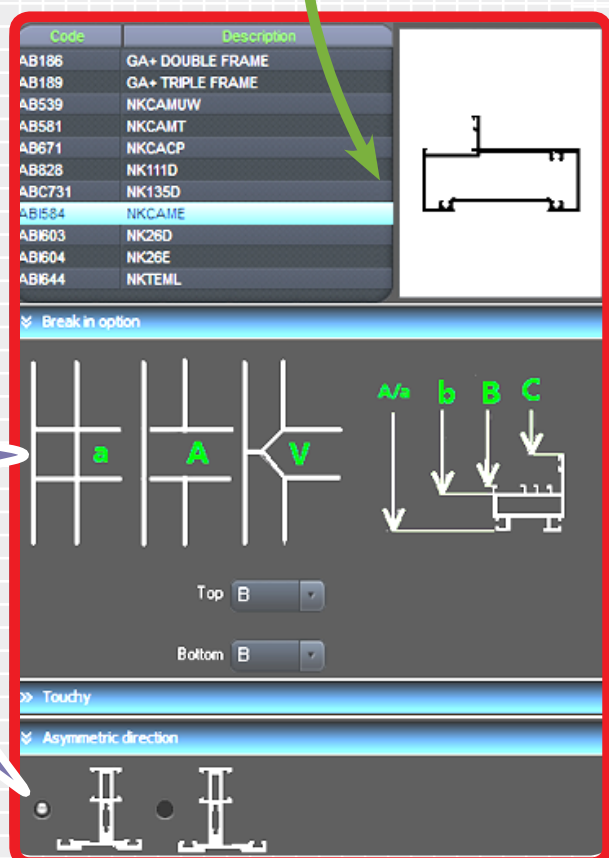 Code Description
AB186 GA+ DOUBLE FRAME
AB189 GA+ TRIPLE FRAME
AB539 NKCAMUW
AB581 NKCAMT
AB671 NKCACP
AB828 NK111D
ABC731 NK135D
ABI584 NKCAME
ABI603 NK26D
ABI604 NK26E
ABI644 NKTEML
Break in option
a A V A/a b B C
Top B
Bottom B
Touchy
Asymmetric direction